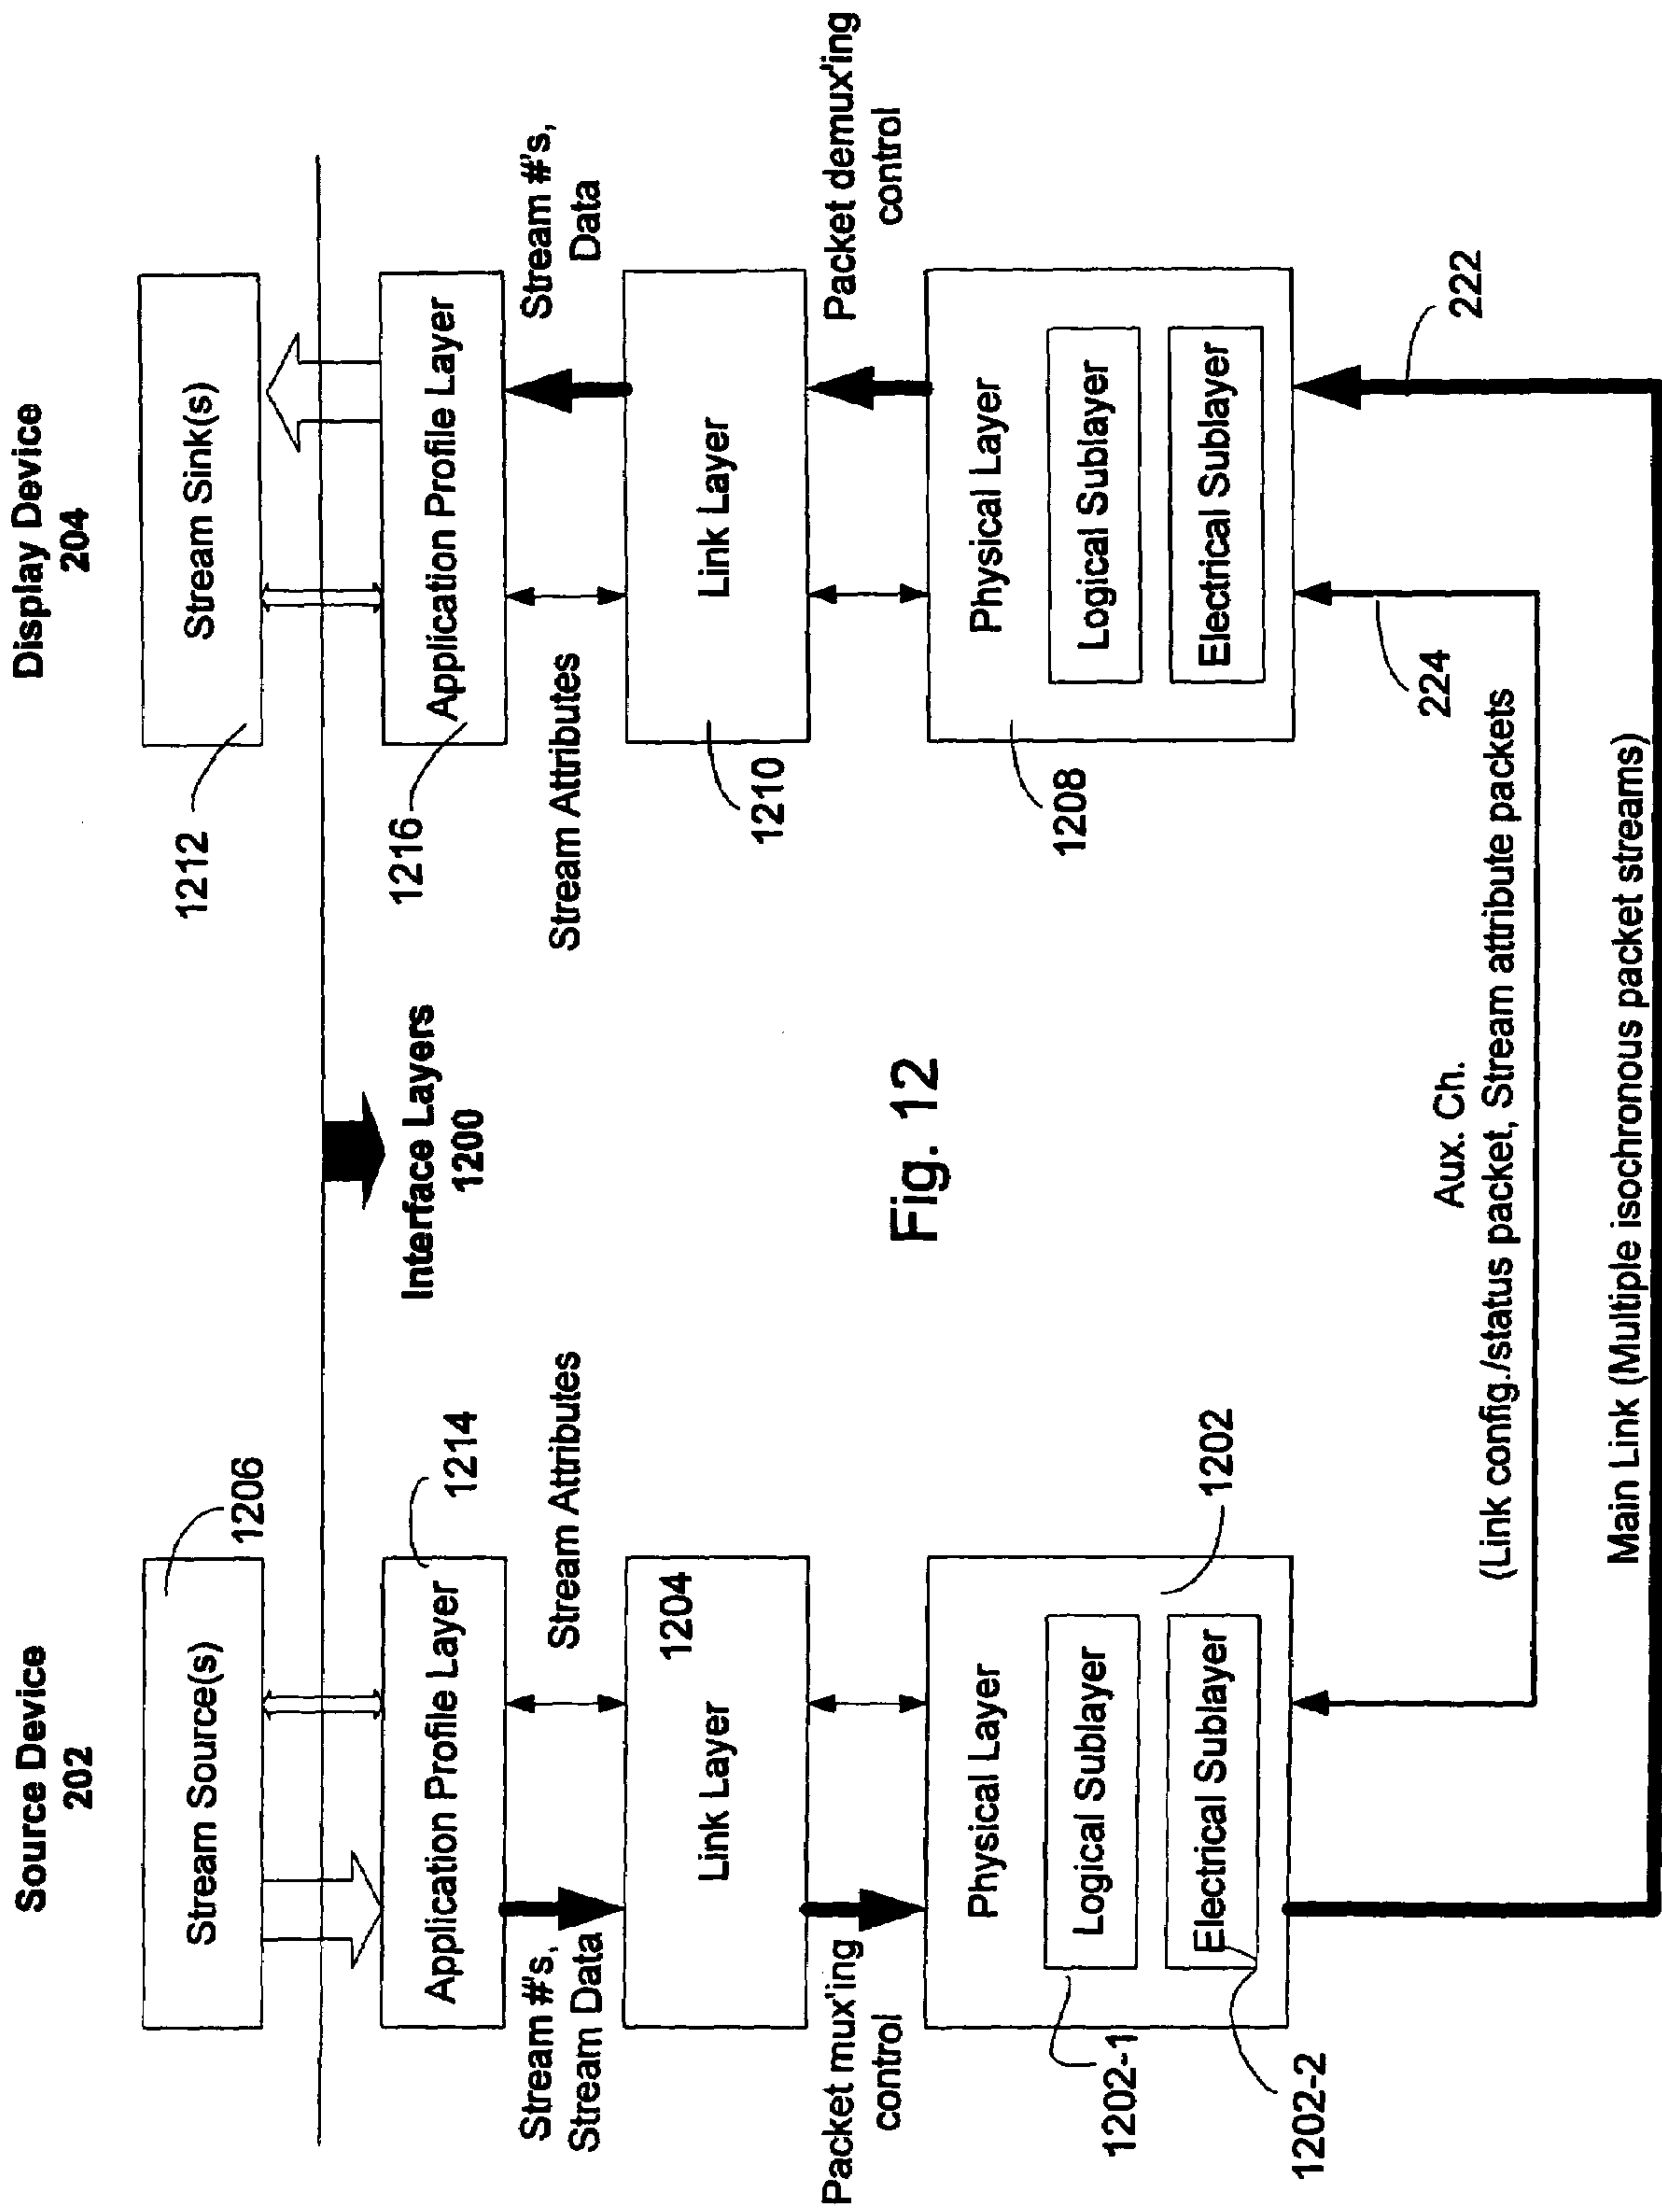 Source Device
202
Display Device
204
Stream Source(s)
1206
Stream Sink(s)
1212
Interface Layers
1200
Application Profile Layer
1214
Application Profile Layer
1216
Stream #'s,
Stream Data
Stream Attributes
Stream Attributes
Stream #'s,
Data
Link Layer
1204
Link Layer
1210
Packet mux'ing
control
Packet demux'ing
control
Fig. 12
Physical Layer
Logical Sublayer
Electrical Sublayer
1202
1202-1
1202-2
Physical Layer
Logical Sublayer
Electrical Sublayer
1208
224
222
Aux. Ch.
(Link config./status packet, Stream attribute packets
Main Link (Multiple isochronous packet streams)